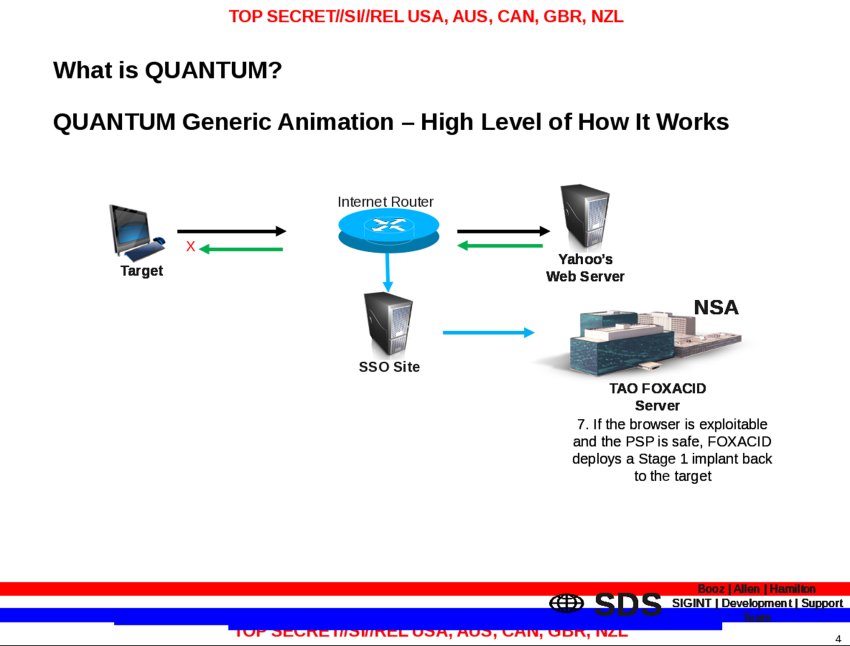 TOP SECRET//SI//REL USA, AUS, CAN, GBR, NZL
What is QUANTUM?
QUANTUM Generic Animation – High Level of How It Works
Internet Router
X
Target
Yahoo's
Web Server
NSA
SSO Site
TAO FOXACID
Server
7. If the browser is exploitable
and the PSP is safe, FOXACID
deploys a Stage 1 implant back
to the target
Booz | Allen | Hamilton
SDS
SIGINT | Development | Support
TOP SECRET//SI//REL USA, AUS, CAN, GBR, NZL
4